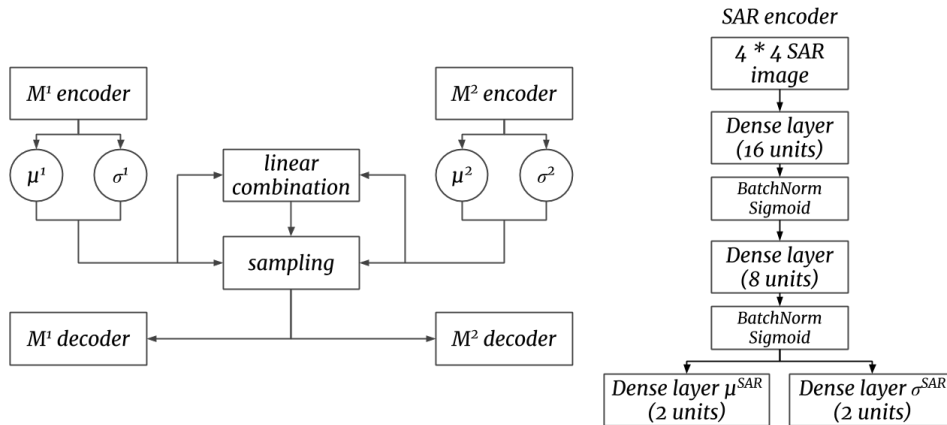 M¹ encoder
μ¹
σ¹
linear
combination
sampling
M² encoder
μ²
σ²
M¹ decoder
M² decoder
SAR encoder
4 * 4 SAR
image
Dense layer
(16 units)
BatchNorm
Sigmoid
Dense layer
(8 units)
BatchNorm
Sigmoid
Dense layer μSAR
(2 units)
Dense layer σSAR
(2 units)